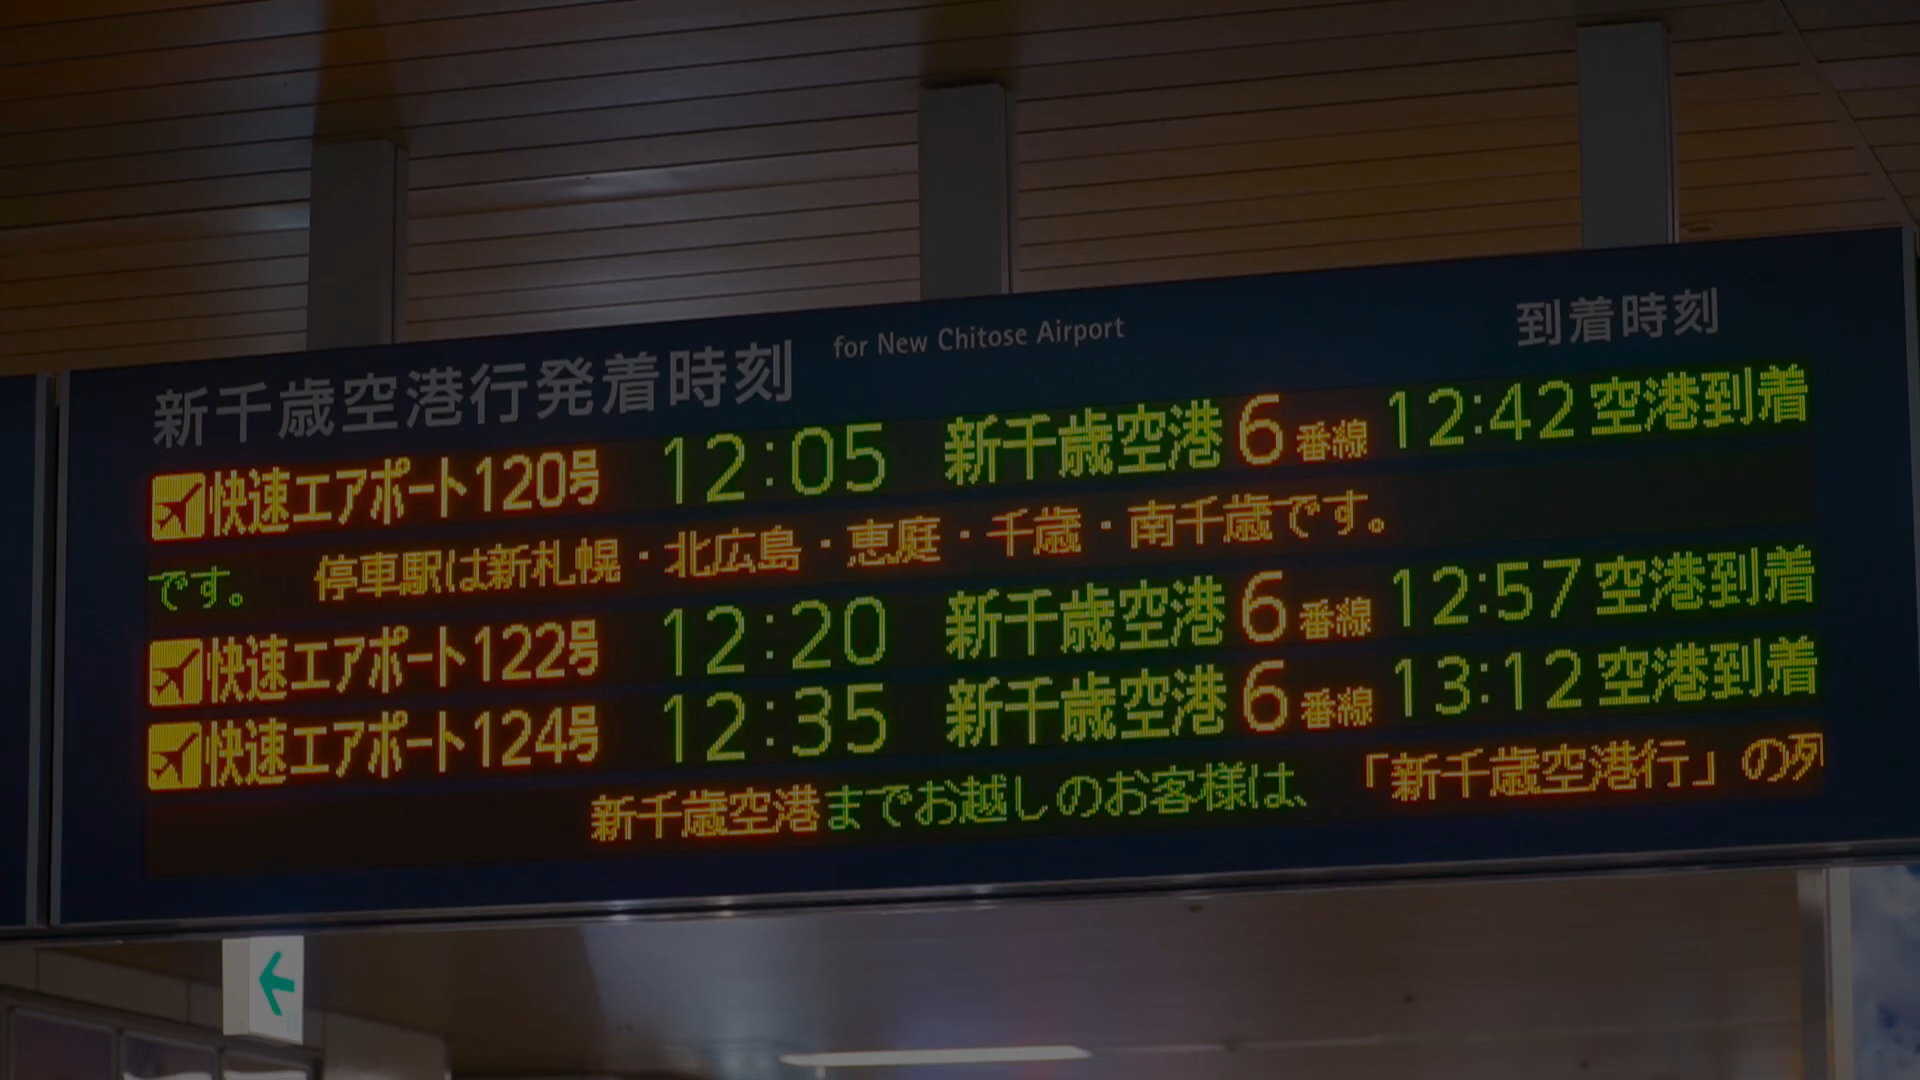 新千歳空港行発着時刻 for New Chitose Airport 到着時刻
快速エアポート120号 12:05 新千歳空港 6番線 12:42 空港到着
です。 停車駅は新札幌・北広島・恵庭・千歳・南千歳です。
快速エアポート122号 12:20 新千歳空港 6番線 12:57 空港到着
快速エアポート124号 12:35 新千歳空港 6番線 13:12 空港到着
新千歳空港までお越しのお客様は、 「新千歳空港行」の列